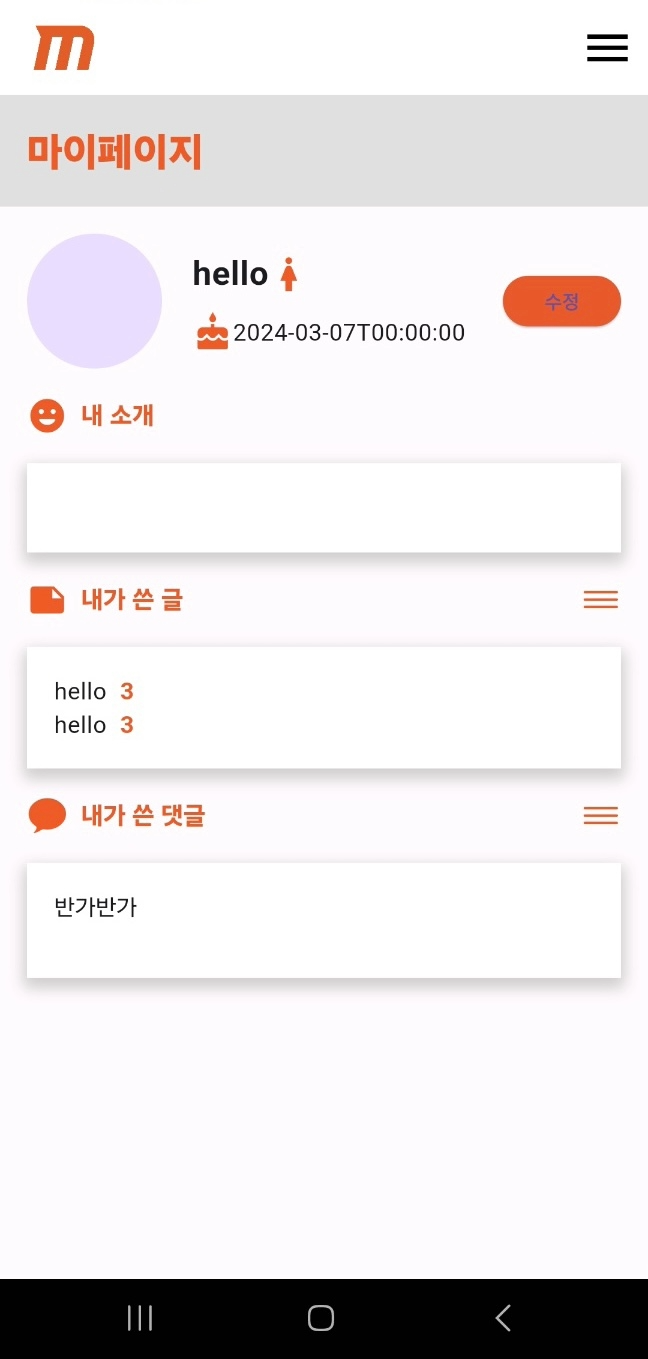 m
마이페이지
hello
2024-03-07T00:00:00
수정
내 소개
내가 쓴 글
hello 3
hello 3
내가 쓴 댓글
반가반가